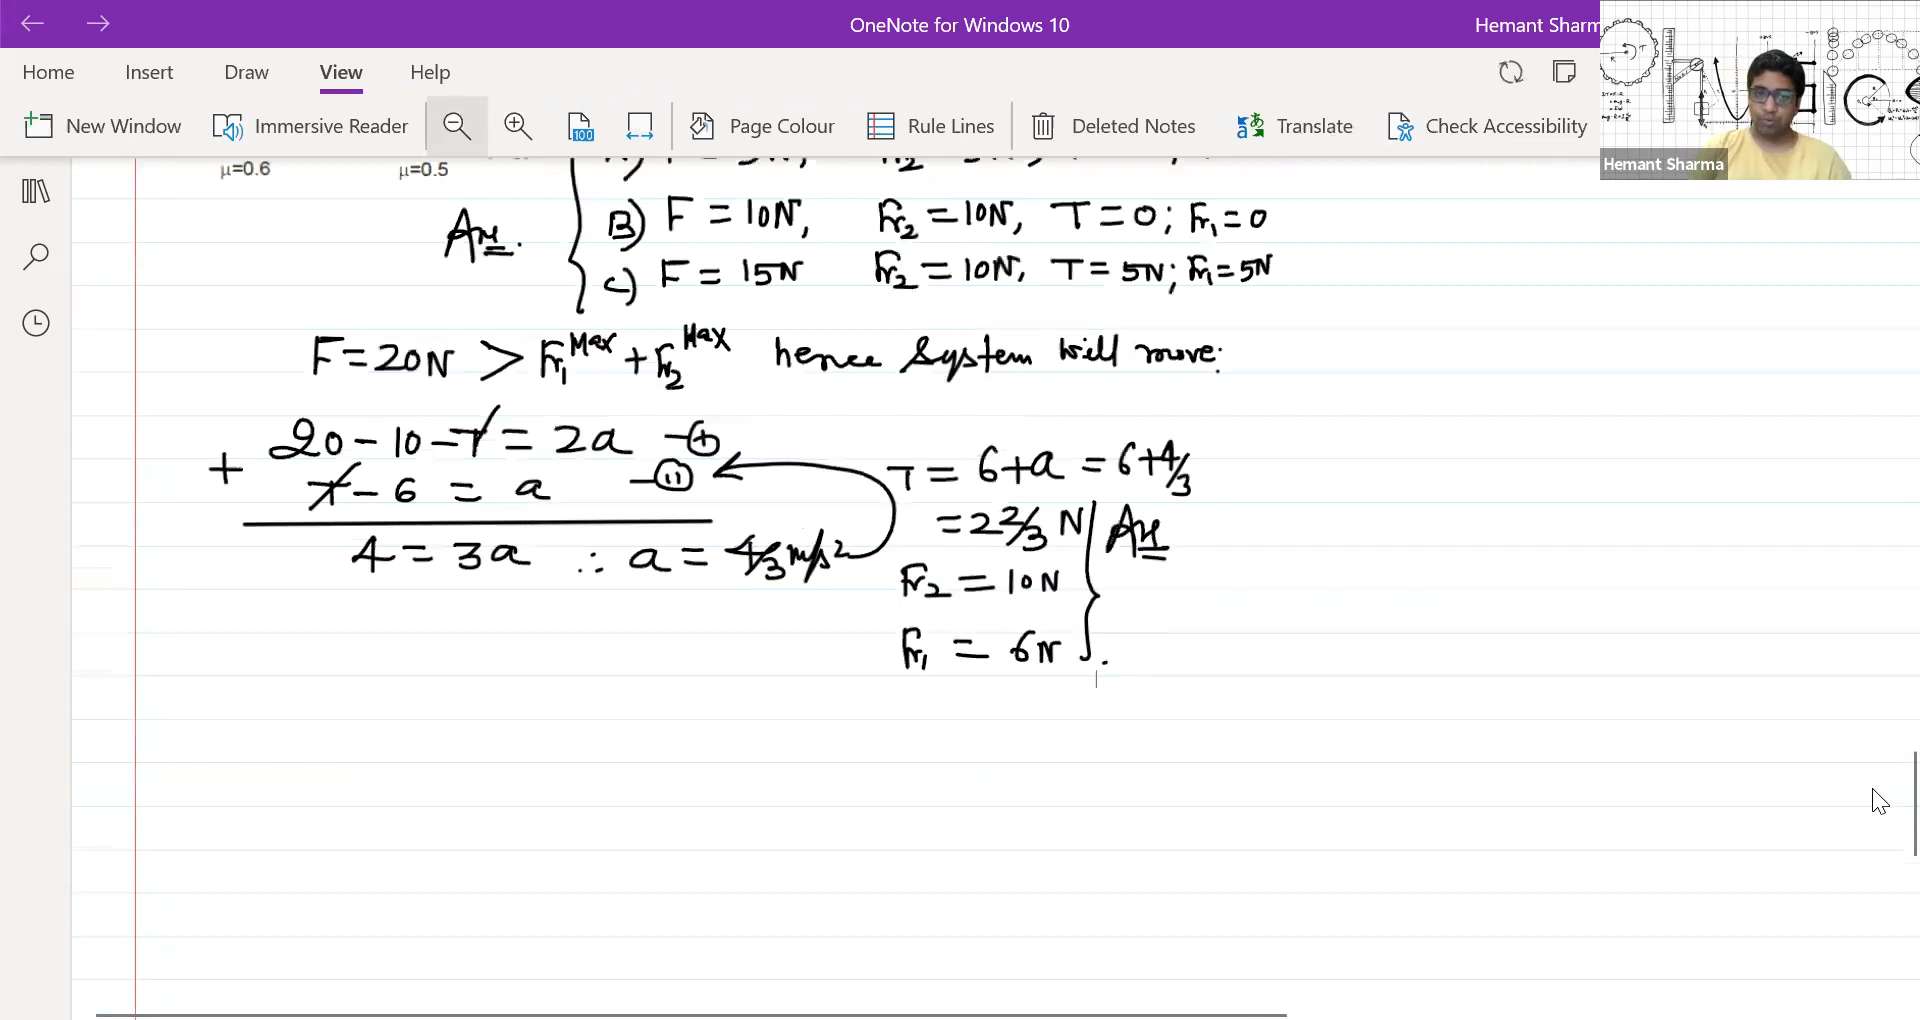 OneNote for Windows 10
Hemant Sharm
Home Insert Draw View Help
New Window Immersive Reader 100 Page Colour Rule Lines Deleted Notes Translate Check Accessibility
Hemant Sharma
μ=0.6 μ=0.5
Ans. B) F = 10N, Fr2 = 10N, T = 0; Fr1 = 0
C) F = 15N Fr2 = 10N, T = 5N; Fr1 = 5N
F = 20N > Fr1^Max + Fr2^Max hence System will move.
20 - 10 - T = 2a
+ T - 6 = a —(ii)
4 = 3a ∴ a = 4/3 m/s2
T = 6+a = 6+4/3
= 22/3 N Ans
Fr2 = 10N
Fr1 = 6N